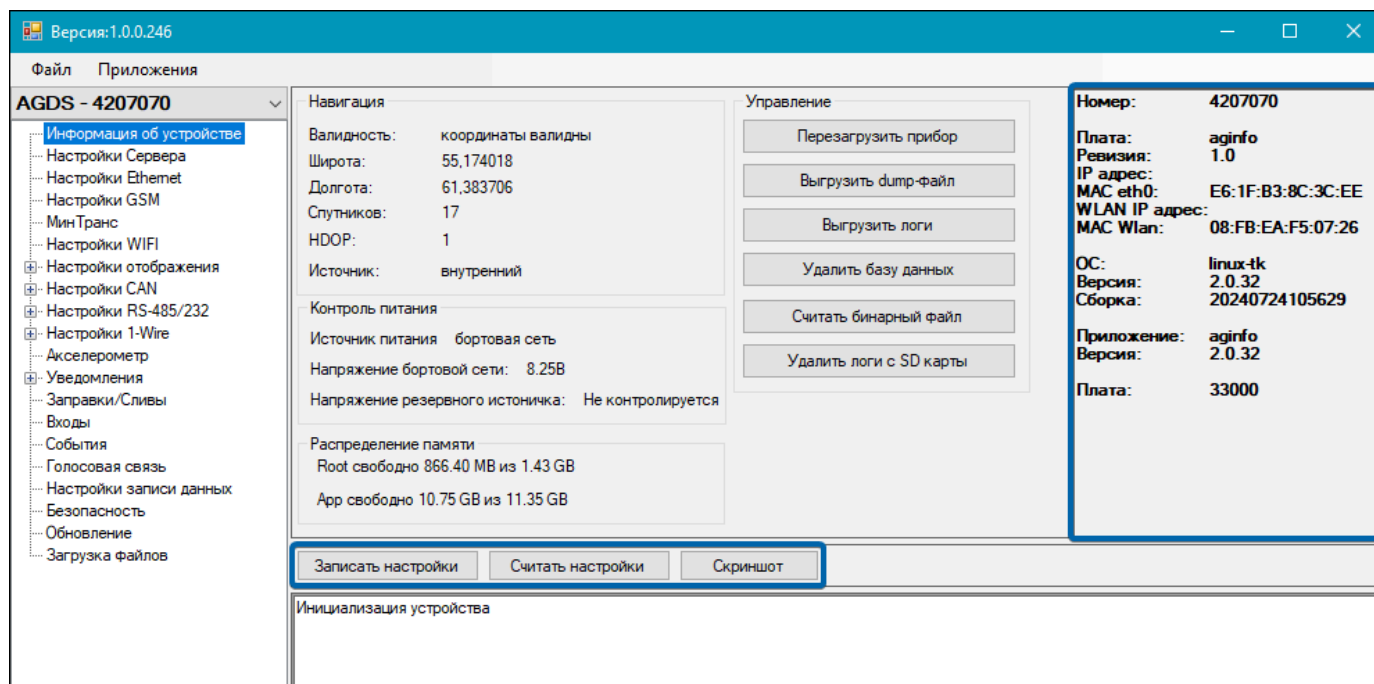 Версия:1.0.0.246
Файл Приложения
AGDS - 4207070
Информация об устройстве
Настройки Сервера
Настройки Ethernet
Настройки GSM
МинТранс
Настройки WIFI
Настройки отображения
Настройки CAN
Настройки RS-485/232
Настройки 1-Wire
Акселерометр
Уведомления
Заправки/Сливы
Входы
События
Голосовая связь
Настройки записи данных
Безопасность
Обновление
Загрузка файлов
Навигация
Валидность: координаты валидны
Широта: 55,174018
Долгота: 61,383706
Спутников: 17
HDOP: 1
Источник: внутренний
Контроль питания
Источник питания бортовая сеть
Напряжение бортовой сети: 8.25В
Напряжение резервного истоничка: Не контролируется
Распределение памяти
Root свободно 866.40 MB из 1.43 GB
App свободно 10.75 GB из 11.35 GB
Управление
Перезагрузить прибор
Выгрузить dump-файл
Выгрузить логи
Удалить базу данных
Считать бинарный файл
Удалить логи с SD карты
Номер: 4207070
Плата: aginfo
Ревизия: 1.0
IP адрес:
MAC eth0: E6:1F:B3:8C:3C:EE
WLAN IP адрес:
MAC Wlan: 08:FB:EA:F5:07:26
ОС: linux-tk
Версия: 2.0.32
Сборка: 20240724105629
Приложение: aginfo
Версия: 2.0.32
Плата: 33000
Записать настройки Считать настройки Скриншот
Инициализация устройства